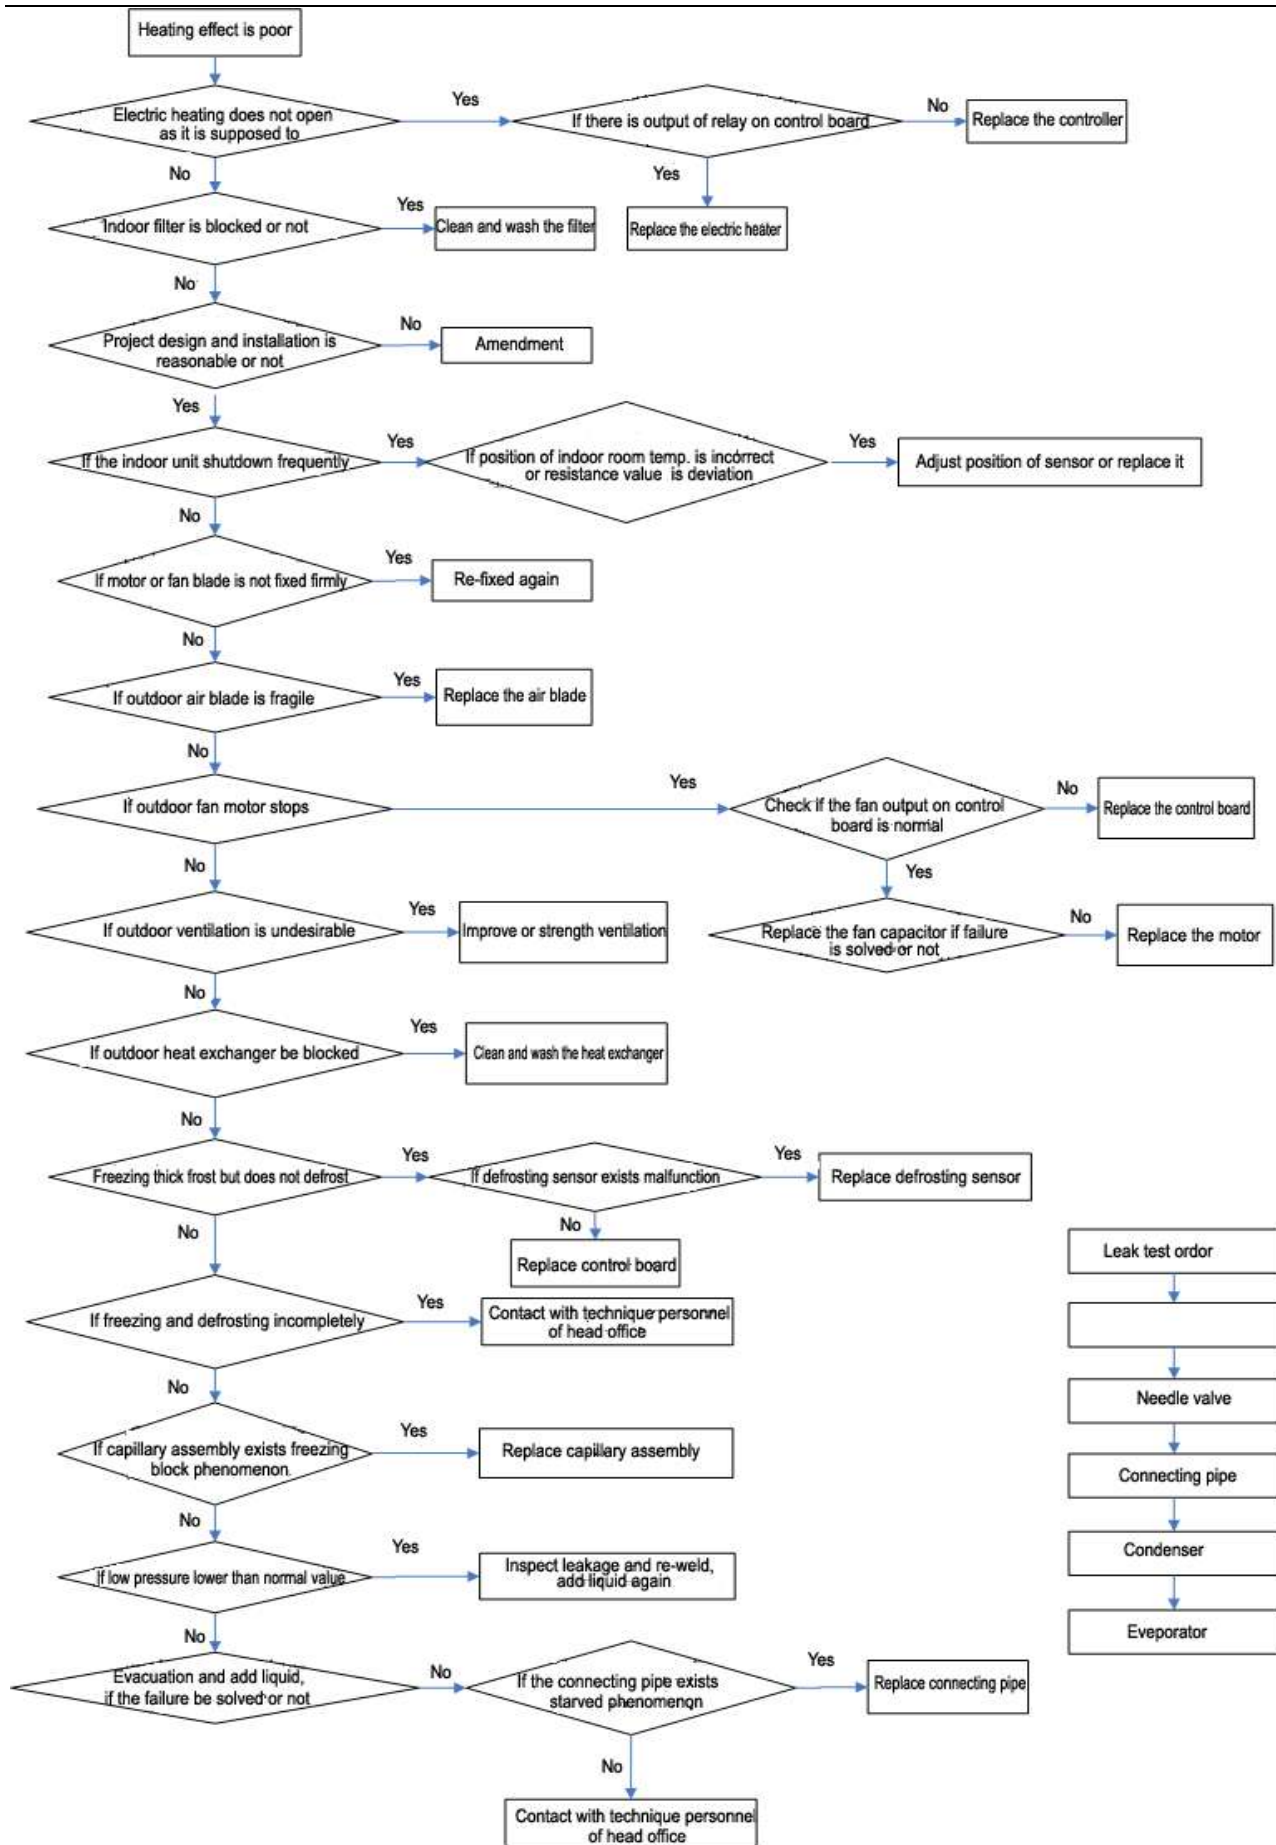 Heating effect is poor
Electric heating does not open
as it is supposed to
Yes
If there is output of relay on control board
No
Replace the controller
No
Yes
Indoor filter is blocked or not
Yes
Clean and wash the filter
Replace the electric heater
No
Project design and installation is
reasonable or not
No
Amendment
Yes
If the indoor unit shutdown frequently
Yes
If position of indoor room temp. is incorrect
or resistance value is deviation
Yes
Adjust position of sensor or replace it
No
If motor or fan blade is not fixed firmly
Yes
Re-fixed again
No
If outdoor air blade is fragile
Yes
Replace the air blade
No
If outdoor fan motor stops
Yes
Check if the fan output on control
board is normal
No
Replace the control board
No
Yes
If outdoor ventilation is undesirable
Yes
Improve or strength ventilation
Replace the fan capacitor if failure
is solved or not
No
Replace the motor
No
If outdoor heat exchanger be blocked
Yes
Clean and wash the heat exchanger
No
Freezing thick frost but does not defrost
Yes
If defrosting sensor exists malfunction
Yes
Replace defrosting sensor
No
No
Replace control board
Leak test ordor
If freezing and defrosting incompletely
Yes
Contact with technique personnel
of head office
No
Needle valve
If capillary assembly exists freezing
block phenomenon.
Yes
Replace capillary assembly
Connecting pipe
No
If low pressure lower than normal value
Yes
Inspect leakage and re-weld,
add liquid again
Condenser
No
Eveporator
Evacuation and add liquid,
if the failure be solved or not
No
If the connecting pipe exists
starved phenomenon
Yes
Replace connecting pipe
No
Contact with technique personnel
of head office